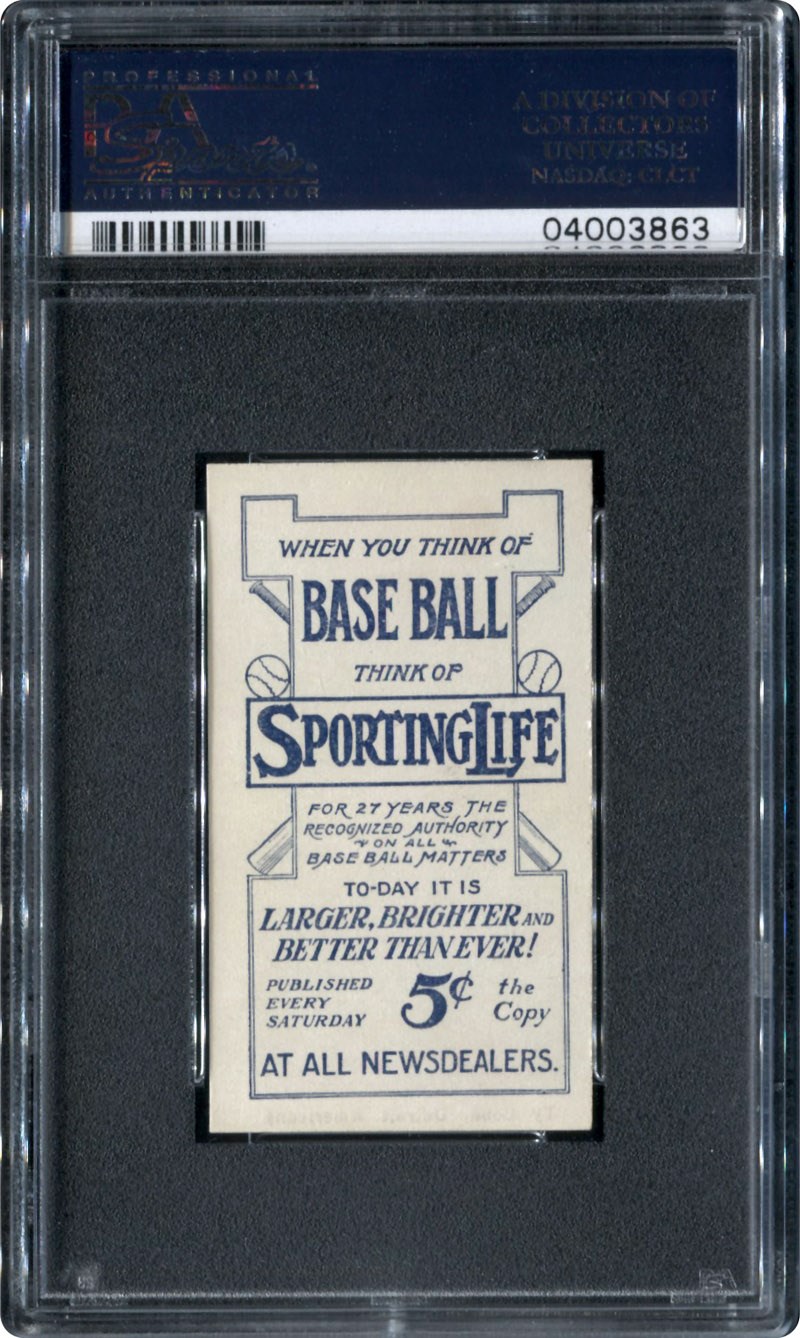 PROFESSIONAL
PSA
Sports
AUTHENTICATOR
A DIVISION OF
COLLECTORS
UNIVERSE
NASDAQ: CLCT
04003863
WHEN YOU THINK OF
BASE BALL
THINK OF
SPORTING LIFE
FOR 27 YEARS THE
RECOGNIZED AUTHORITY
ON ALL
BASE BALL MATTERS
TO-DAY IT IS
LARGER, BRIGHTER AND
BETTER THAN EVER!
PUBLISHED
EVERY
SATURDAY
5¢ the
Copy
AT ALL NEWSDEALERS.